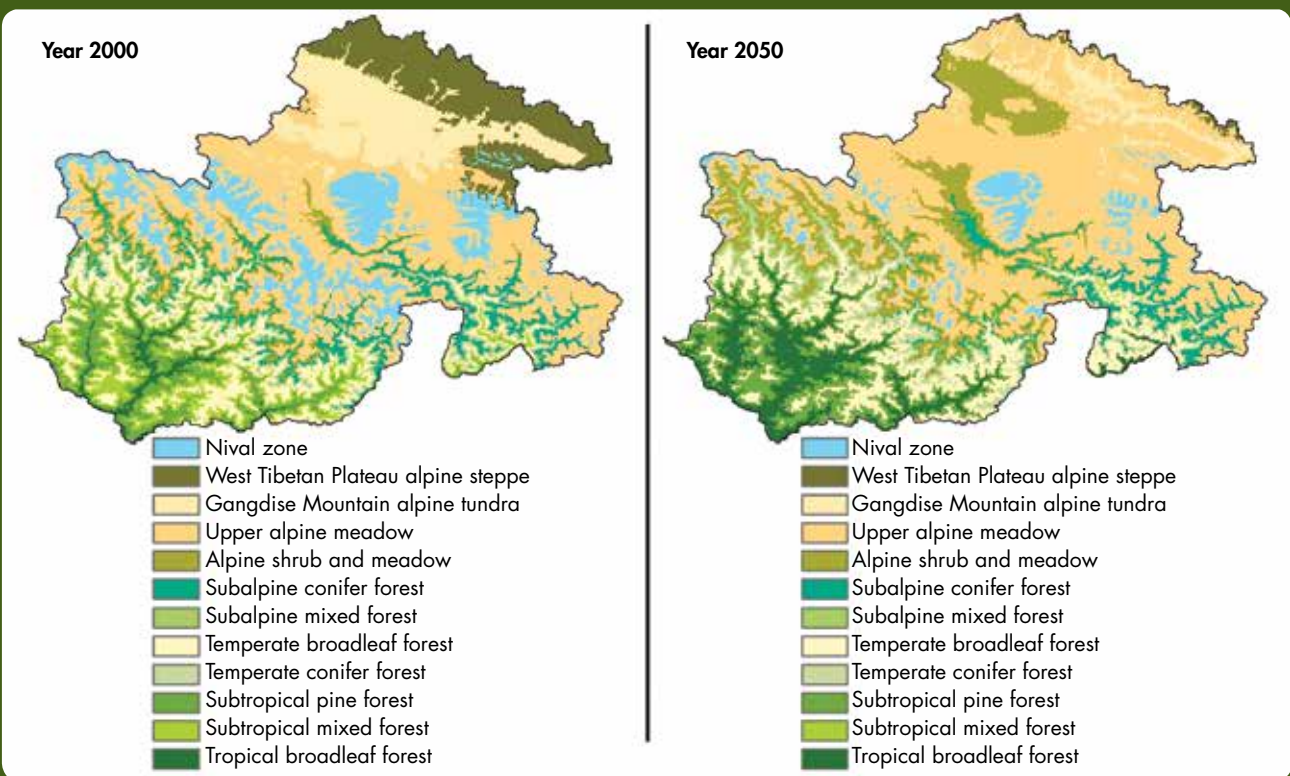 Year 2000
Nival zone
West Tibetan Plateau alpine steppe
Gangdise Mountain alpine tundra
Upper alpine meadow
Alpine shrub and meadow
Subalpine conifer forest
Subalpine mixed forest
Temperate broadleaf forest
Temperate conifer forest
Subtropical pine forest
Subtropical mixed forest
Tropical broadleaf forest
Year 2050
Nival zone
West Tibetan Plateau alpine steppe
Gangdise Mountain alpine tundra
Upper alpine meadow
Alpine shrub and meadow
Subalpine conifer forest
Subalpine mixed forest
Temperate broadleaf forest
Temperate conifer forest
Subtropical pine forest
Subtropical mixed forest
Tropical broadleaf forest